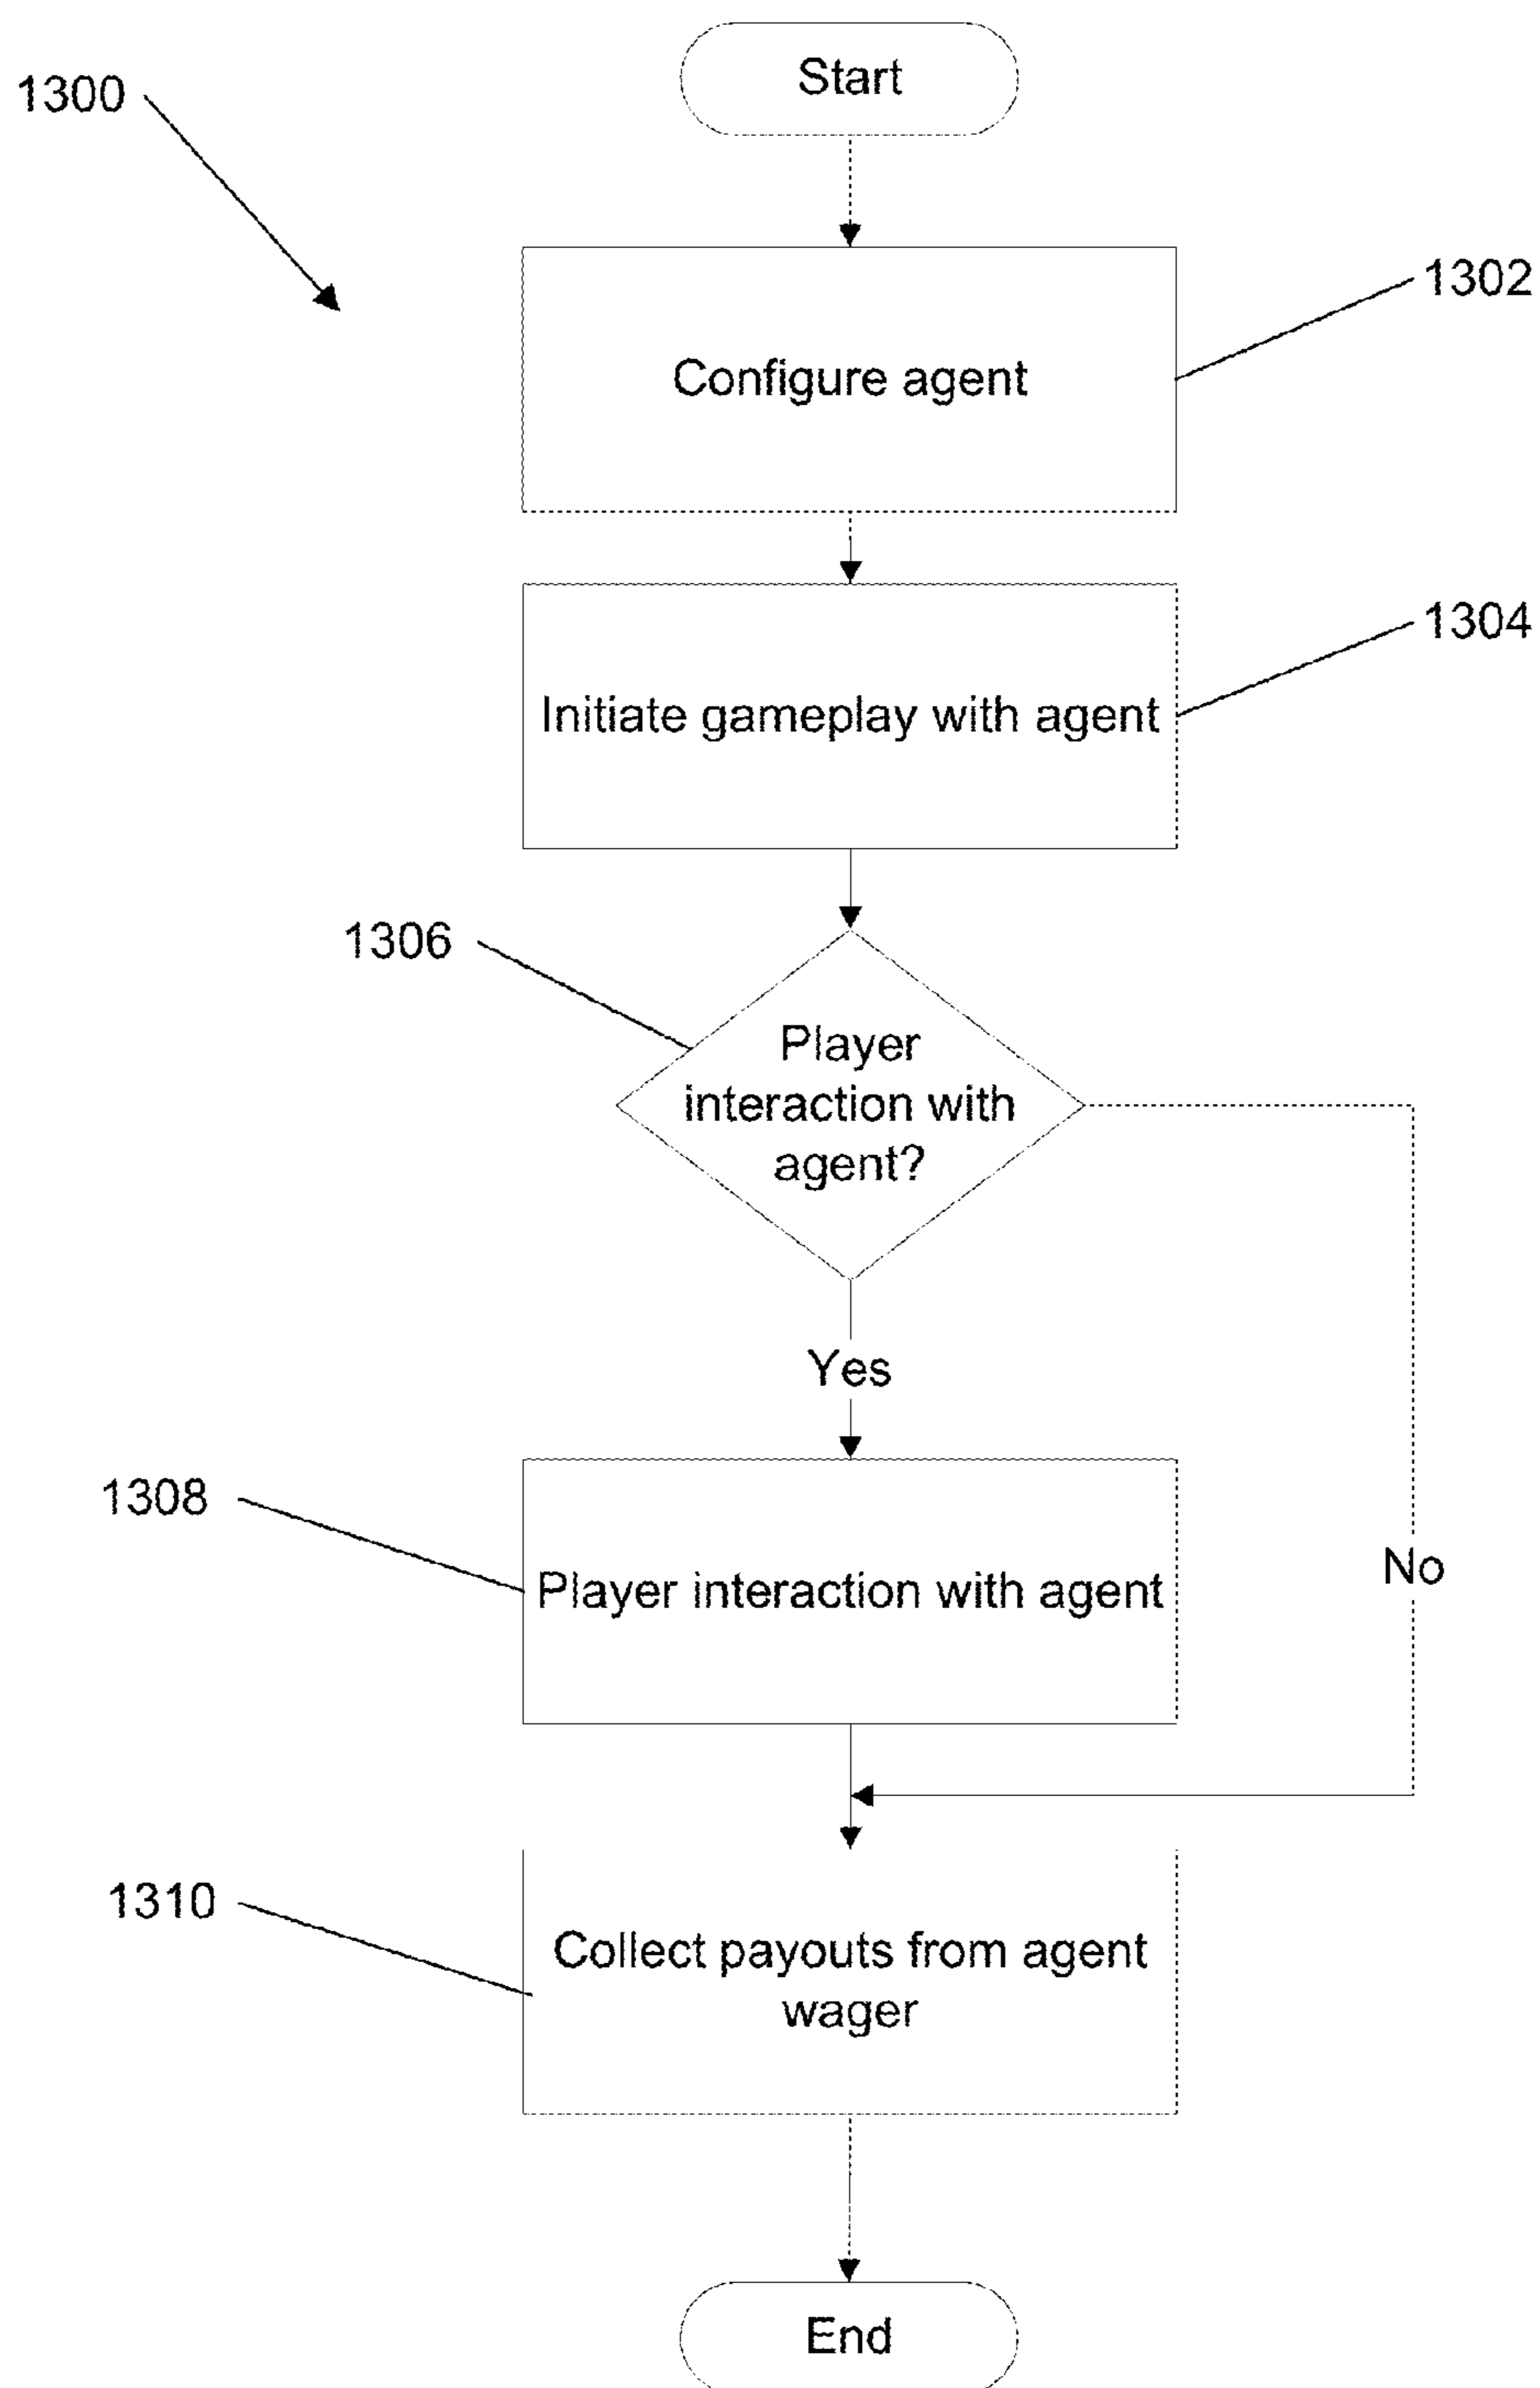 Start
1300
1302
Configure agent
1304
Initiate gameplay with agent
1306
Player
interaction with
agent?
Yes
1308
No
Player interaction with agent
1310
Collect payouts from agent
wager
End